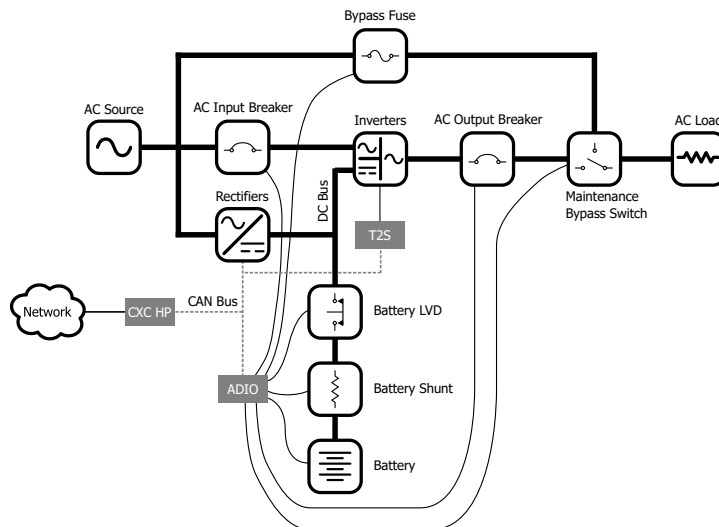 Bypass Fuse
AC Source
AC Input Breaker
Inverters
AC Output Breaker
AC Load
DC Bus
Rectifiers
Maintenance
Bypass Switch
T2S
Network
CXC HP
CAN Bus
Battery LVD
ADIO
Battery Shunt
Battery